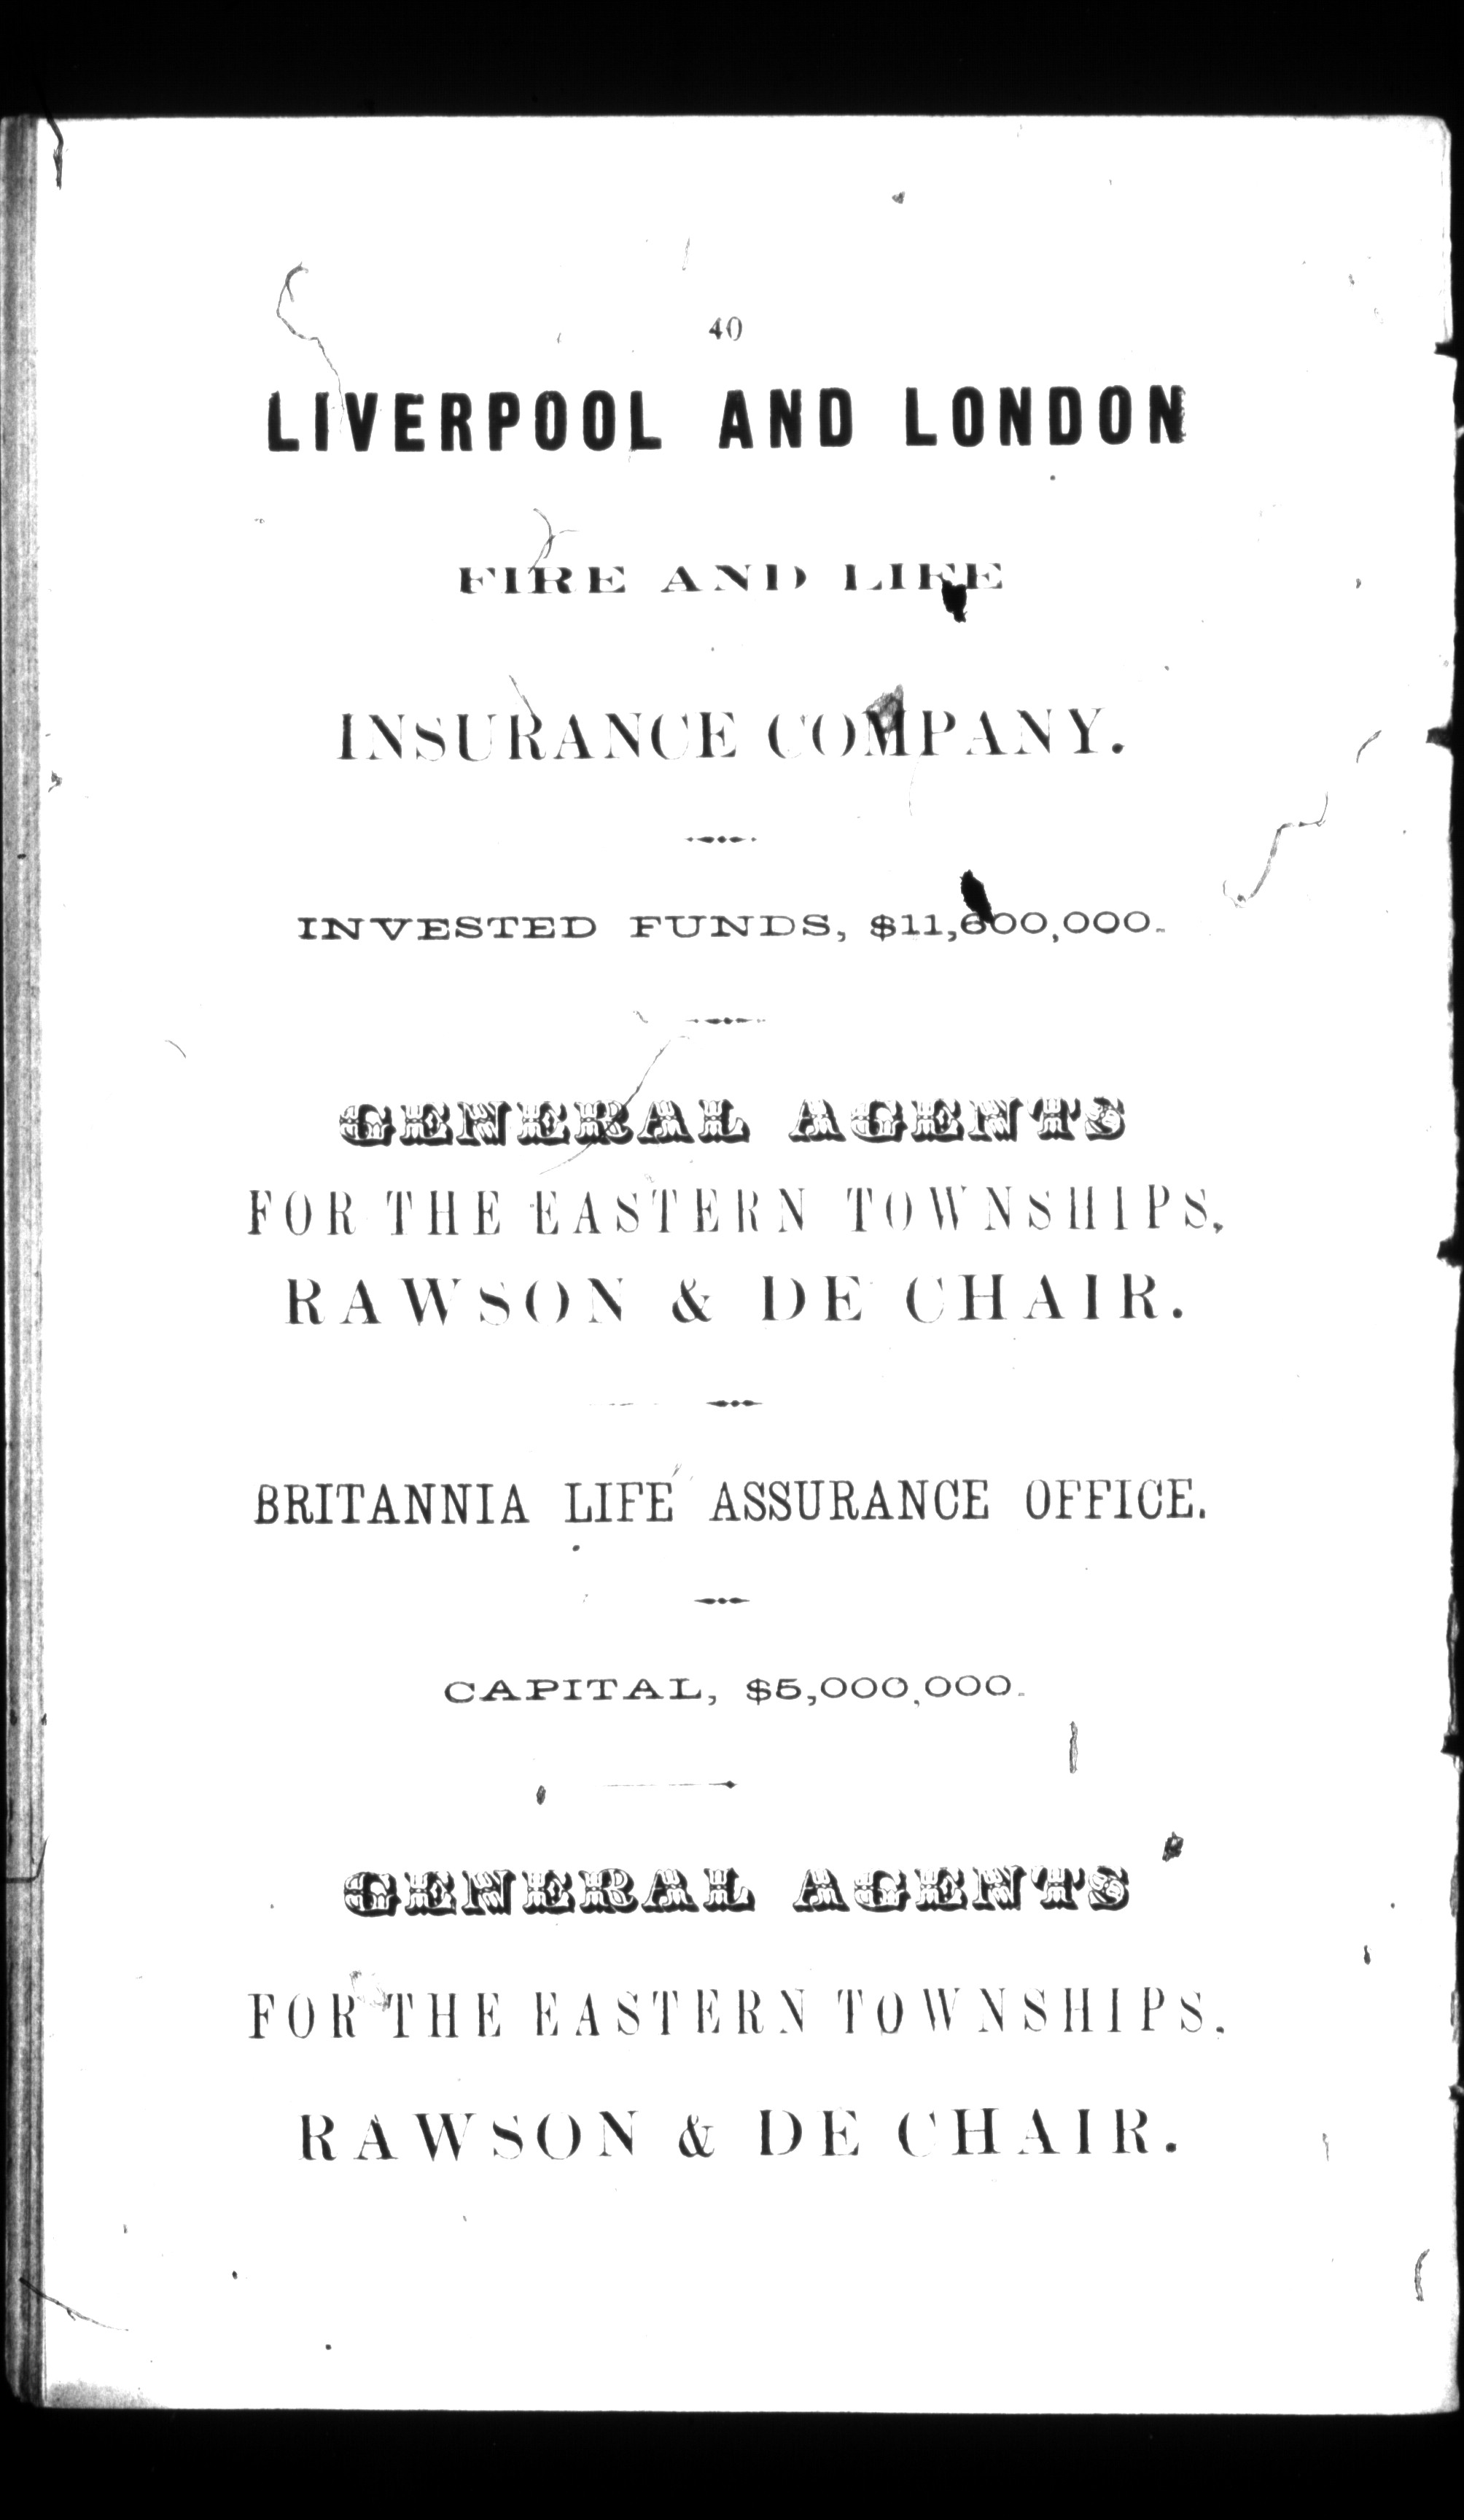 40
LIVERPOOL AND LONDON
FIRE AND LIFE
INSURANCE COMPANY.
INVESTED FUNDS, $11,600,000.
GENERAL AGENTS
FOR THE EASTERN TOWNSHIPS,
RAWSON & DE CHAIR.
BRITANNIA LIFE ASSURANCE OFFICE.
CAPITAL, $5,000,000.
GENERAL AGENTS
FOR THE EASTERN TOWNSHIPS.
RAWSON & DE CHAIR.